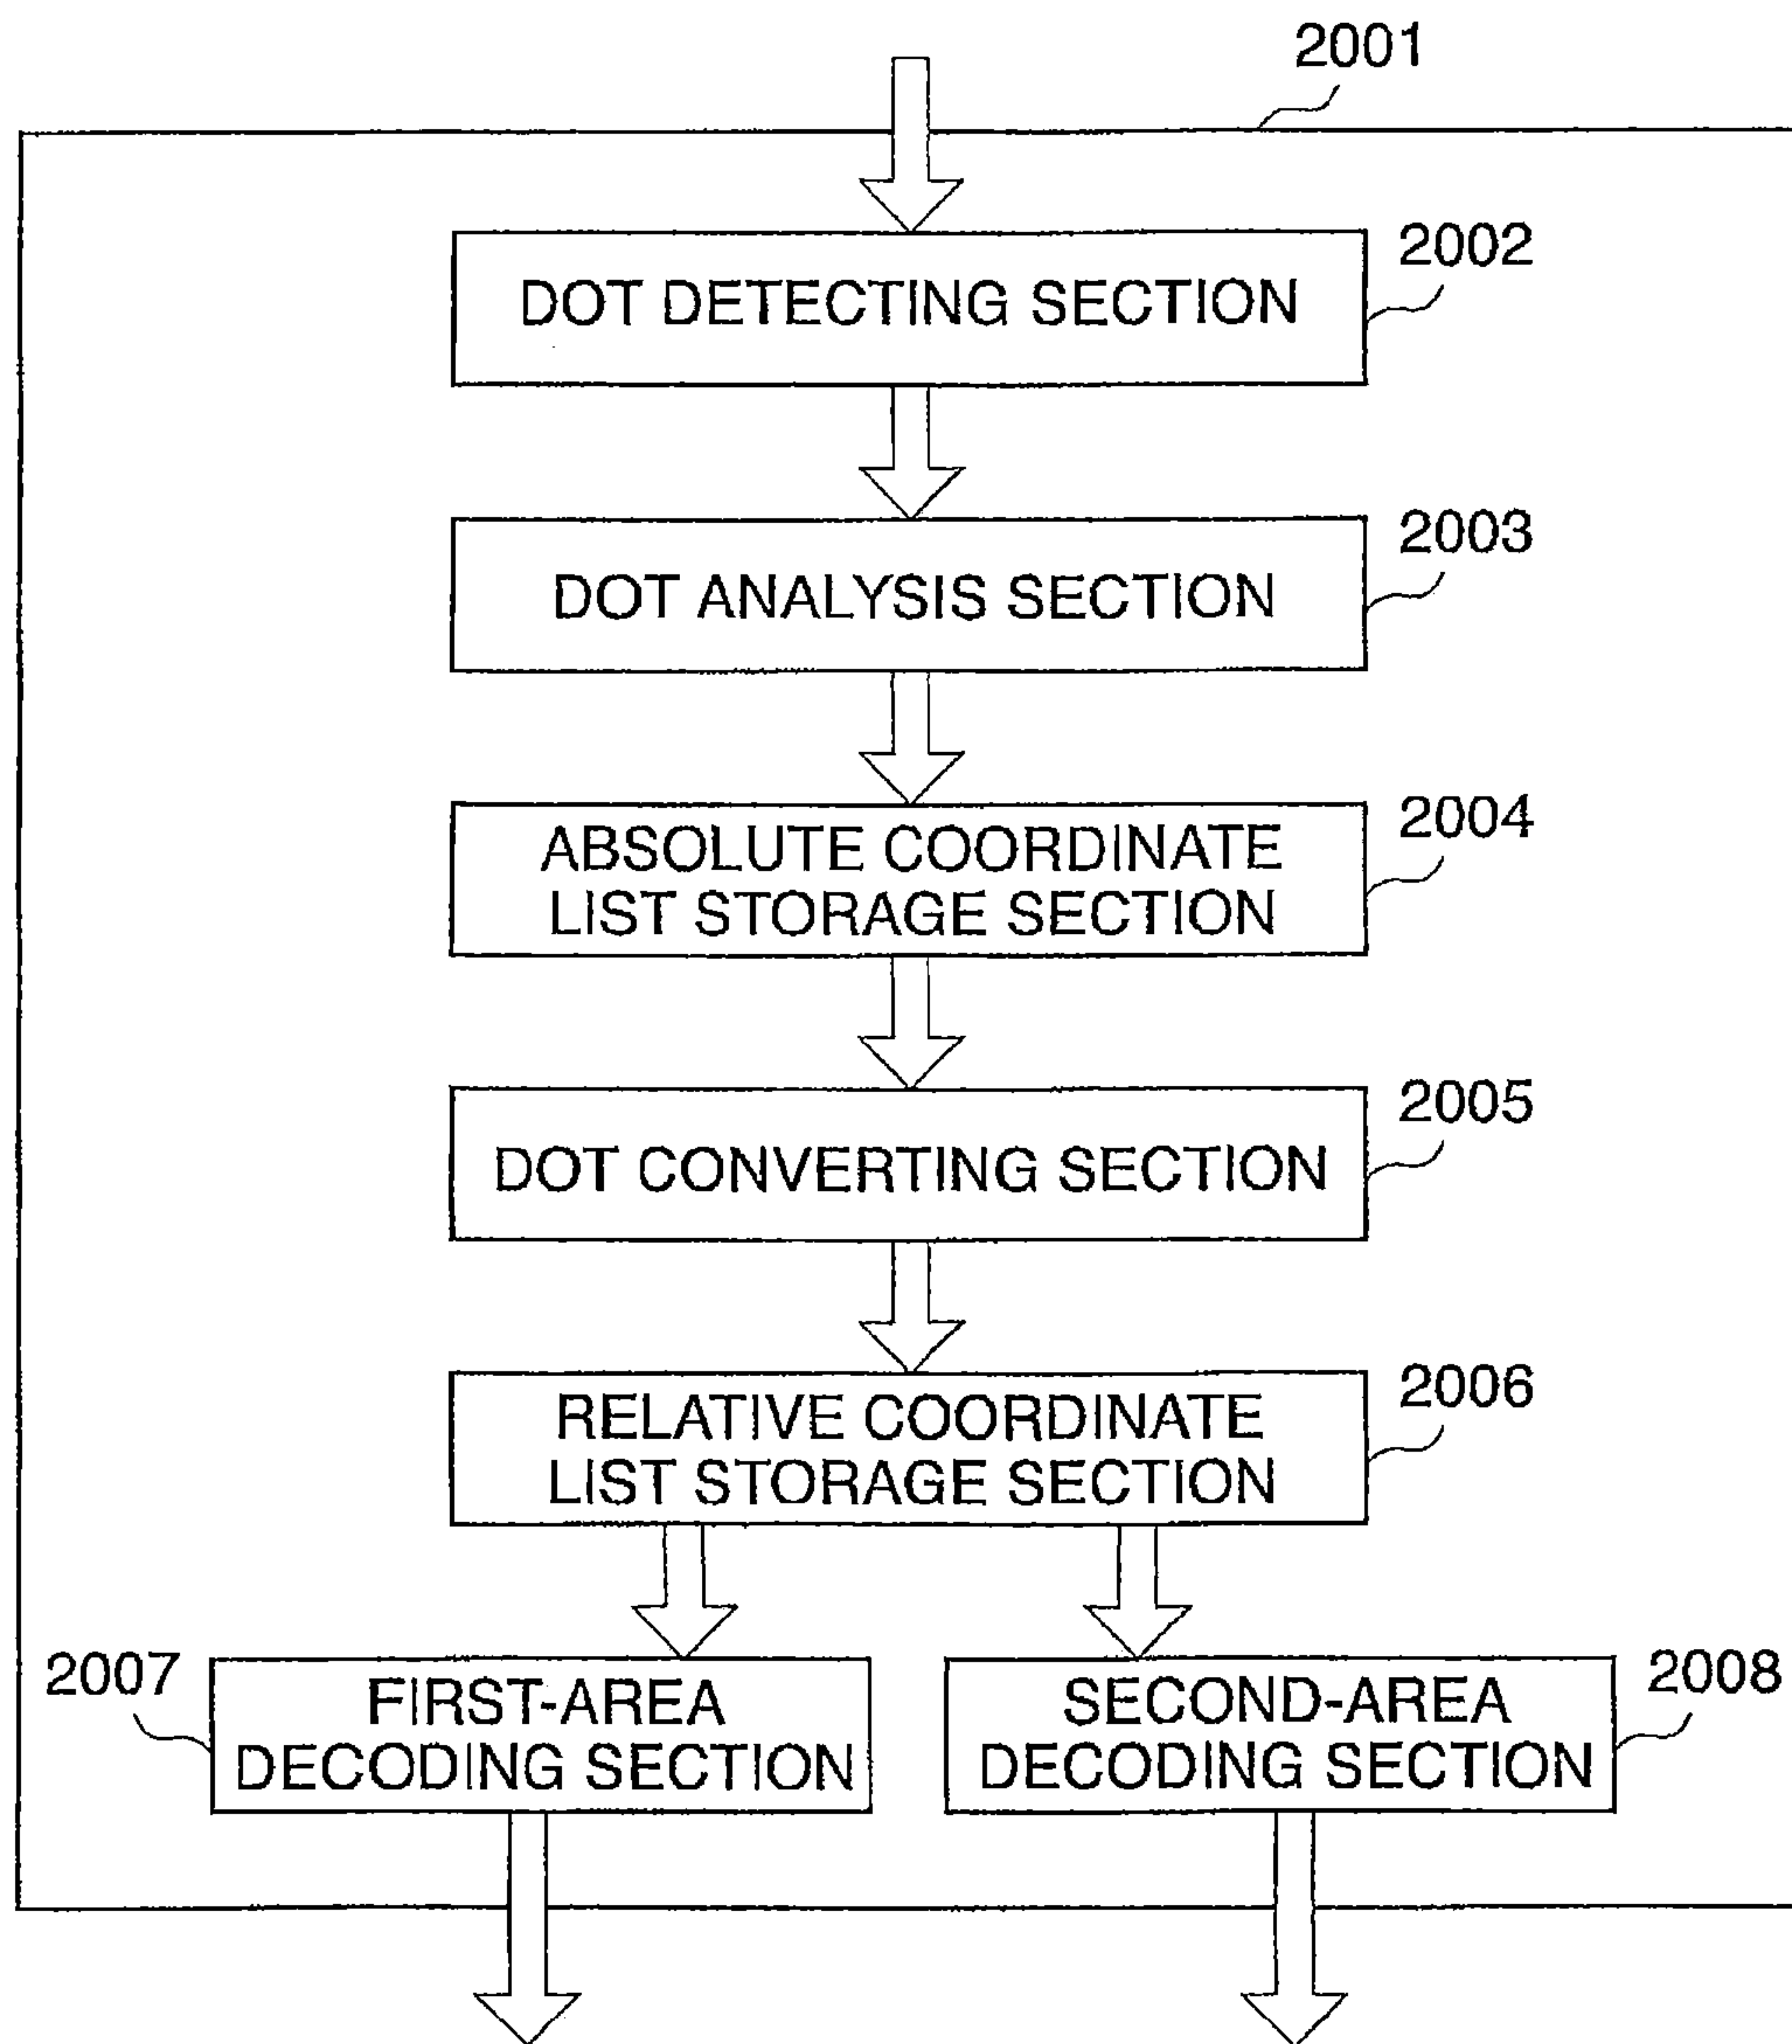 2001
2002
DOT DETECTING SECTION
2003
DOT ANALYSIS SECTION
2004
ABSOLUTE COORDINATE
LIST STORAGE SECTION
2005
DOT CONVERTING SECTION
2006
RELATIVE COORDINATE
LIST STORAGE SECTION
2007
FIRST-AREA
DECODING SECTION
2008
SECOND-AREA
DECODING SECTION